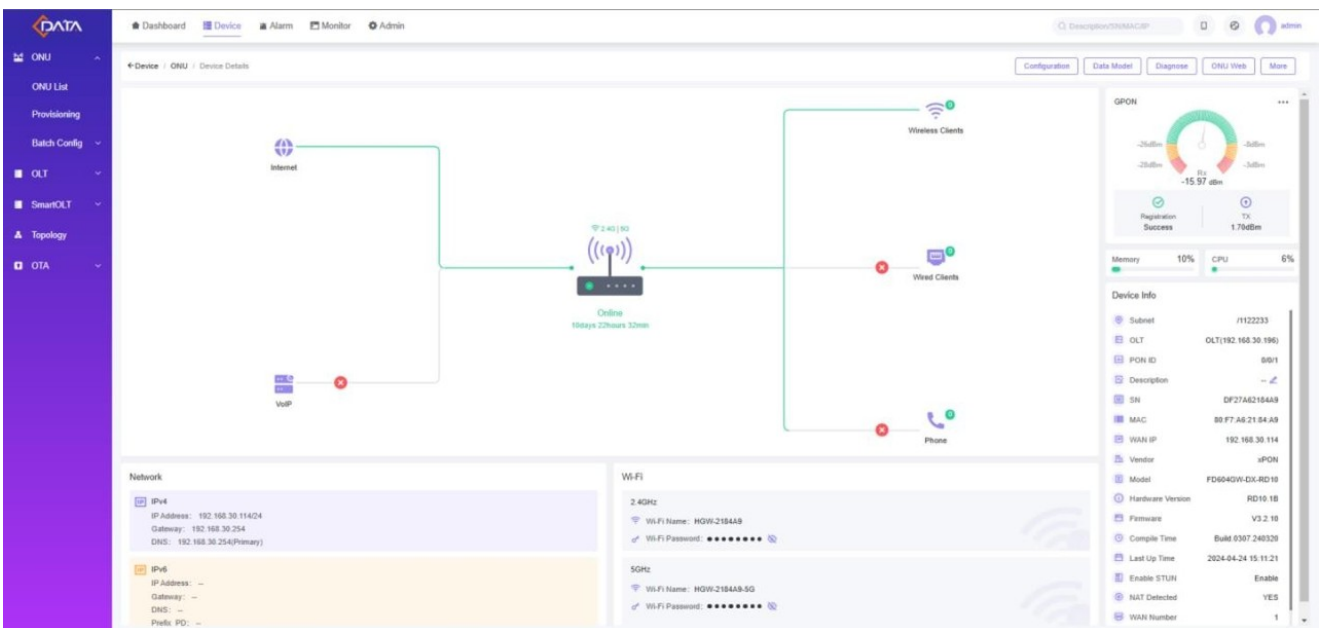 DATA
Dashboard
Device
Alarm
Monitor
Admin
Description/SN/MAC/IP
admin
ONU
ONU List
Provisioning
Batch Config
OLT
SmartOLT
Topology
OTA
Device / ONU / Device Details
Configuration
Data Model
Diagnose
ONU Web
More
Internet
VoIP
2.4G | 5G
Online
10days 22hours 32min
0
Wireless Clients
0
Wired Clients
0
Phone
GPON
-26dBm
-8dBm
-28dBm
-3dBm
Rx
-15.97 dBm
Registration
Success
TX
1.70dBm
Memory 10%
CPU 6%
Device Info
Subnet /1122233
OLT OLT(192.168.30.196)
PON ID 0/0/1
Description --
SN DF27A62184A9
MAC 80:F7:A6:21:84:A9
WAN IP 192.168.30.114
Vendor xPON
Model FD604GW-DX-RD10
Hardware Version RD10.1B
Firmware V3.2.10
Compile Time Build:0307.240320
Last Up Time 2024-04-24 15:11:21
Enable STUN Enable
NAT Detected YES
WAN Number 1
Network
IP IPv4
IP Address: 192.168.30.114/24
Gateway: 192.168.30.254
DNS: 192.168.30.254(Primary)
IP IPv6
IP Address: --
Gateway: --
DNS: --
Prefix PD: --
Wi-Fi
2.4GHz
Wi-Fi Name: HGW-2184A9
Wi-Fi Password: ●●●●●●●●
5GHz
Wi-Fi Name: HGW-2184A9-5G
Wi-Fi Password: ●●●●●●●●